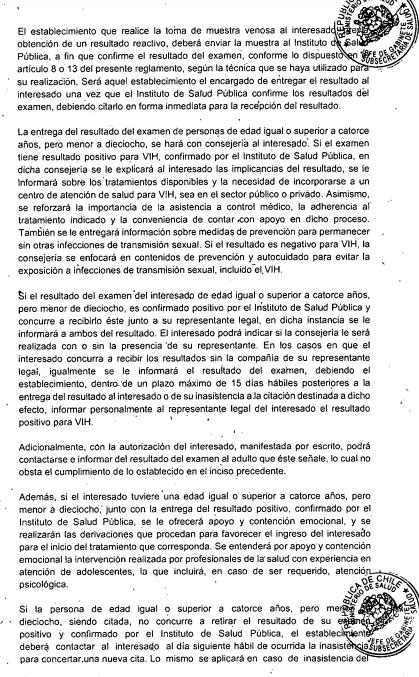 El establecimiento que realice la toma de muestra venosa al interesado
obtención de un resultado reactivo, deberá enviar la muestra al Instituto de Salud
Pública, a fin que confirme el resultado del examen, conforme lo dispuesto en
artículo 8 o 13 del presente reglamento, según la técnica que se haya utilizado para
su realización. Será aquel establecimiento el encargado de entregar el resultado al
interesado una vez que el Instituto de Salud Pública confirme los resultados del
examen, debiendo citarlo en forma inmediata para la recepción del resultado.
La entrega del resultado del examen de personas de edad igual o superior a catorce
años, pero menor a dieciocho, se hará con consejería al interesado. Si el examen
tiene resultado positivo para VIH, confirmado por el Instituto de Salud Pública, en
dicha consejería se le explicará al interesado las implicancias del resultado, se le
informará sobre los tratamientos disponibles y la necesidad de incorporarse a un
centro de atención de salud para VIH, sea en el sector público o privado. Asimismo,
se reforzará la importancia de la asistencia a control médico, la adherencia al
tratamiento indicado y la conveniencia de contar con apoyo en dicho proceso.
También se le entregará información sobre medidas de prevención para permanecer
sin otras infecciones de transmisión sexual. Si el resultado es negativo para VIH, la
consejería se enfocará en contenidos de prevención y autocuidado para evitar la
exposición a infecciones de transmisión sexual, incluido el VIH.
Si el resultado del examen del interesado de edad igual o superior a catorce años,
pero menor de dieciocho, es confirmado positivo por el Instituto de Salud Pública y
concurre a recibirlo éste junto a su representante legal, en dicha instancia se le
informará a ambos del resultado. El interesado podrá indicar si la consejería le será
realizada con o sin la presencia de su representante. En los casos en que el
interesado concurra a recibir los resultados sin la compañía de su representante
legal, igualmente se le informará el resultado del examen, debiendo el
establecimiento, dentro de un plazo máximo de 15 días hábiles posteriores a la
entrega del resultado al interesado o de su inasistencia a la citación destinada a dicho
efecto, informar personalmente al representante legal del interesado el resultado
positivo para VIH.
Adicionalmente, con la autorización del interesado, manifestada por escrito, podrá
contactarse e informar del resultado del examen al adulto que éste señale, lo cual no
obsta el cumplimiento de lo establecido en el inciso precedente.
Además, si el interesado tuviere una edad igual o superior a catorce años, pero
menor a dieciocho, junto con la entrega del resultado positivo, confirmado por el
Instituto de Salud Pública, se le ofrecerá apoyo y contención emocional, y se
realizarán las derivaciones que procedan para favorecer el ingreso del interesado
para el inicio del tratamiento que corresponda. Se entenderá por apoyo y contención
emocional la intervención realizada por profesionales de la salud con experiencia en
atención de adolescentes, la que incluirá, en caso de ser requerido, atención
psicológica.
Si la persona de edad igual o superior a catorce años, pero menor
dieciocho, siendo citada, no concurre a retirar el resultado de su examen
positivo y confirmado por el Instituto de Salud Pública, el establecimiento
deberá contactar al interesado al día siguiente hábil de ocurrida la inasistencia
para concertar una nueva cita. Lo mismo se aplicará en caso de inasistencia del
JEFE DE GABINETE
SUBSECRETARIA
REPUBLICA DE CHILE
MINISTERIO DE SALUD
JEFE DE GABINETE
SUBSECRETARIA